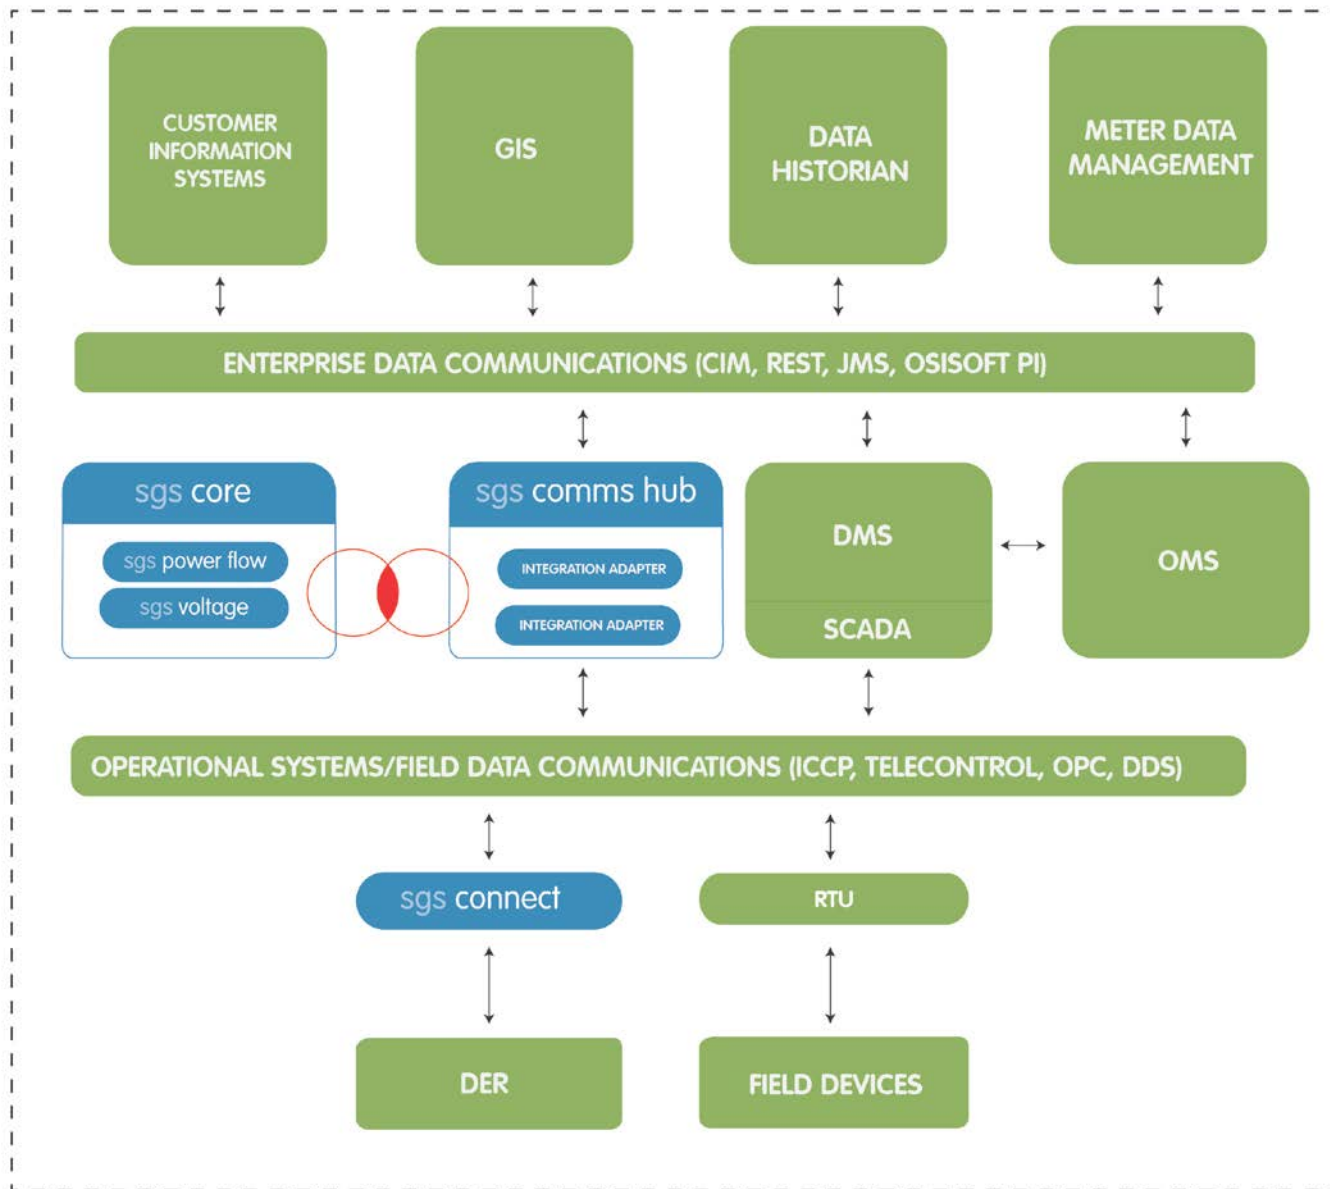 CUSTOMER
INFORMATION
SYSTEMS
GIS
DATA
HISTORIAN
METER DATA
MANAGEMENT
ENTERPRISE DATA COMMUNICATIONS (CIM, REST, JMS, OSISOFT PI)
sgs core
sgs power flow
sgs voltage
sgs comms hub
INTEGRATION ADAPTER
INTEGRATION ADAPTER
DMS
SCADA
OMS
OPERATIONAL SYSTEMS/FIELD DATA COMMUNICATIONS (ICCP, TELECONTROL, OPC, DDS)
sgs connect
RTU
DER
FIELD DEVICES